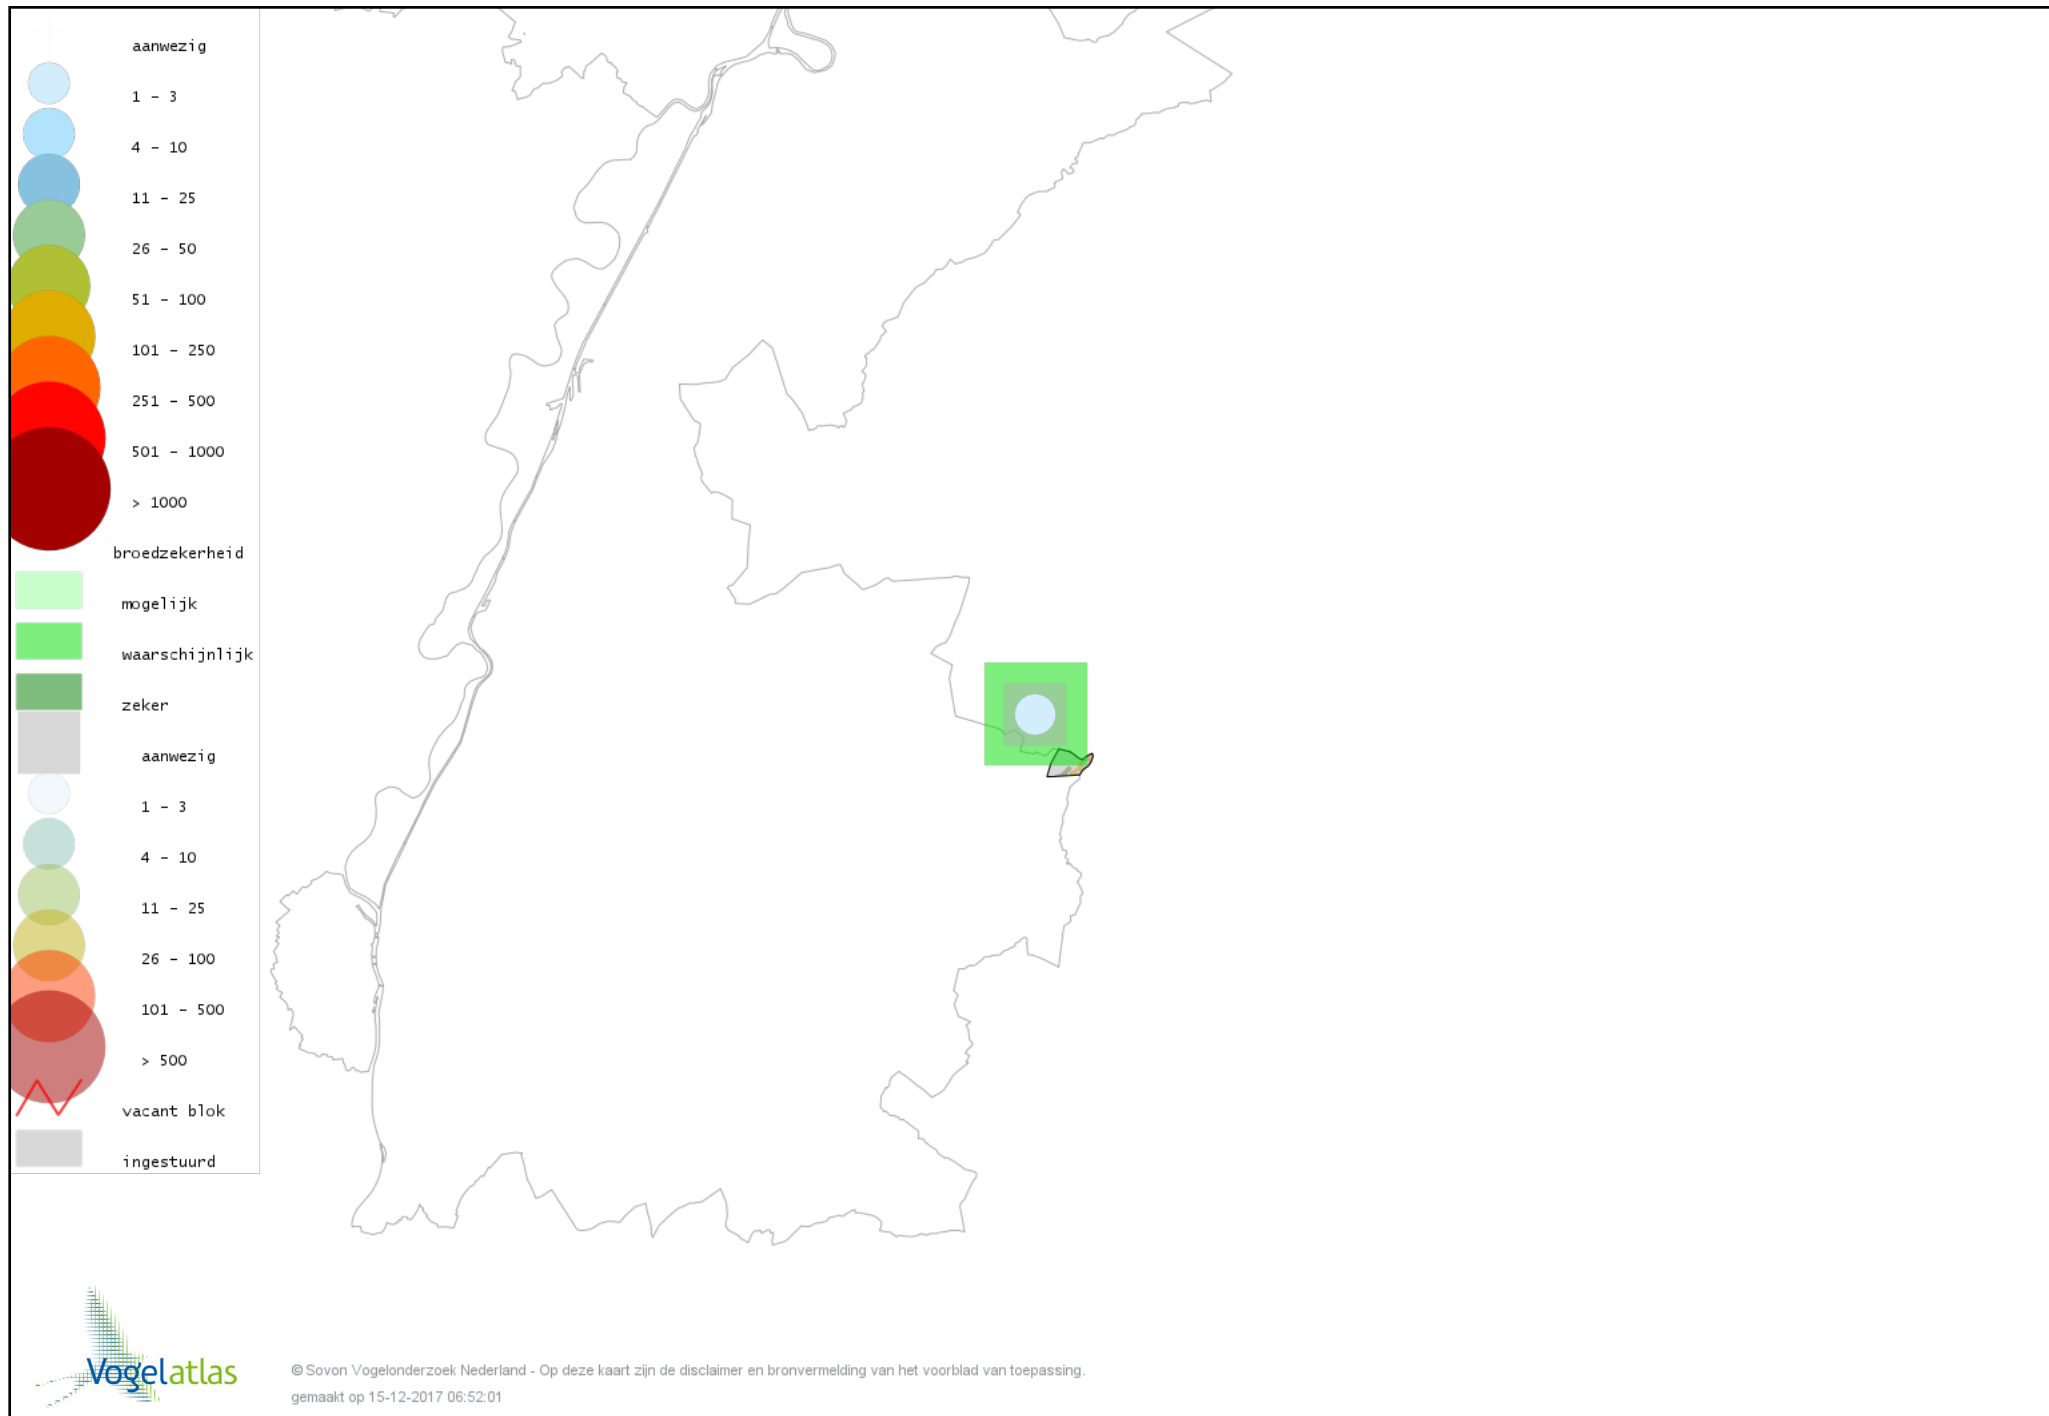 aanwezig
1 - 3
4 - 10
11 - 25
26 - 50
51 - 100
101 - 250
251 - 500
501 - 1000
> 1000
broedzekerheid
mogelijk
waarschijnlijk
zeker
aanwezig
1 - 3
4 - 10
11 - 25
26 - 100
101 - 500
> 500
vacant blok
ingestuurd
Vogelatlas
© Sovon Vogelonderzoek Nederland - Op deze kaart zijn de disclaimer en bronvermelding van het voorblad van toepassing.
gemaakt op 15-12-2017 06:52:01